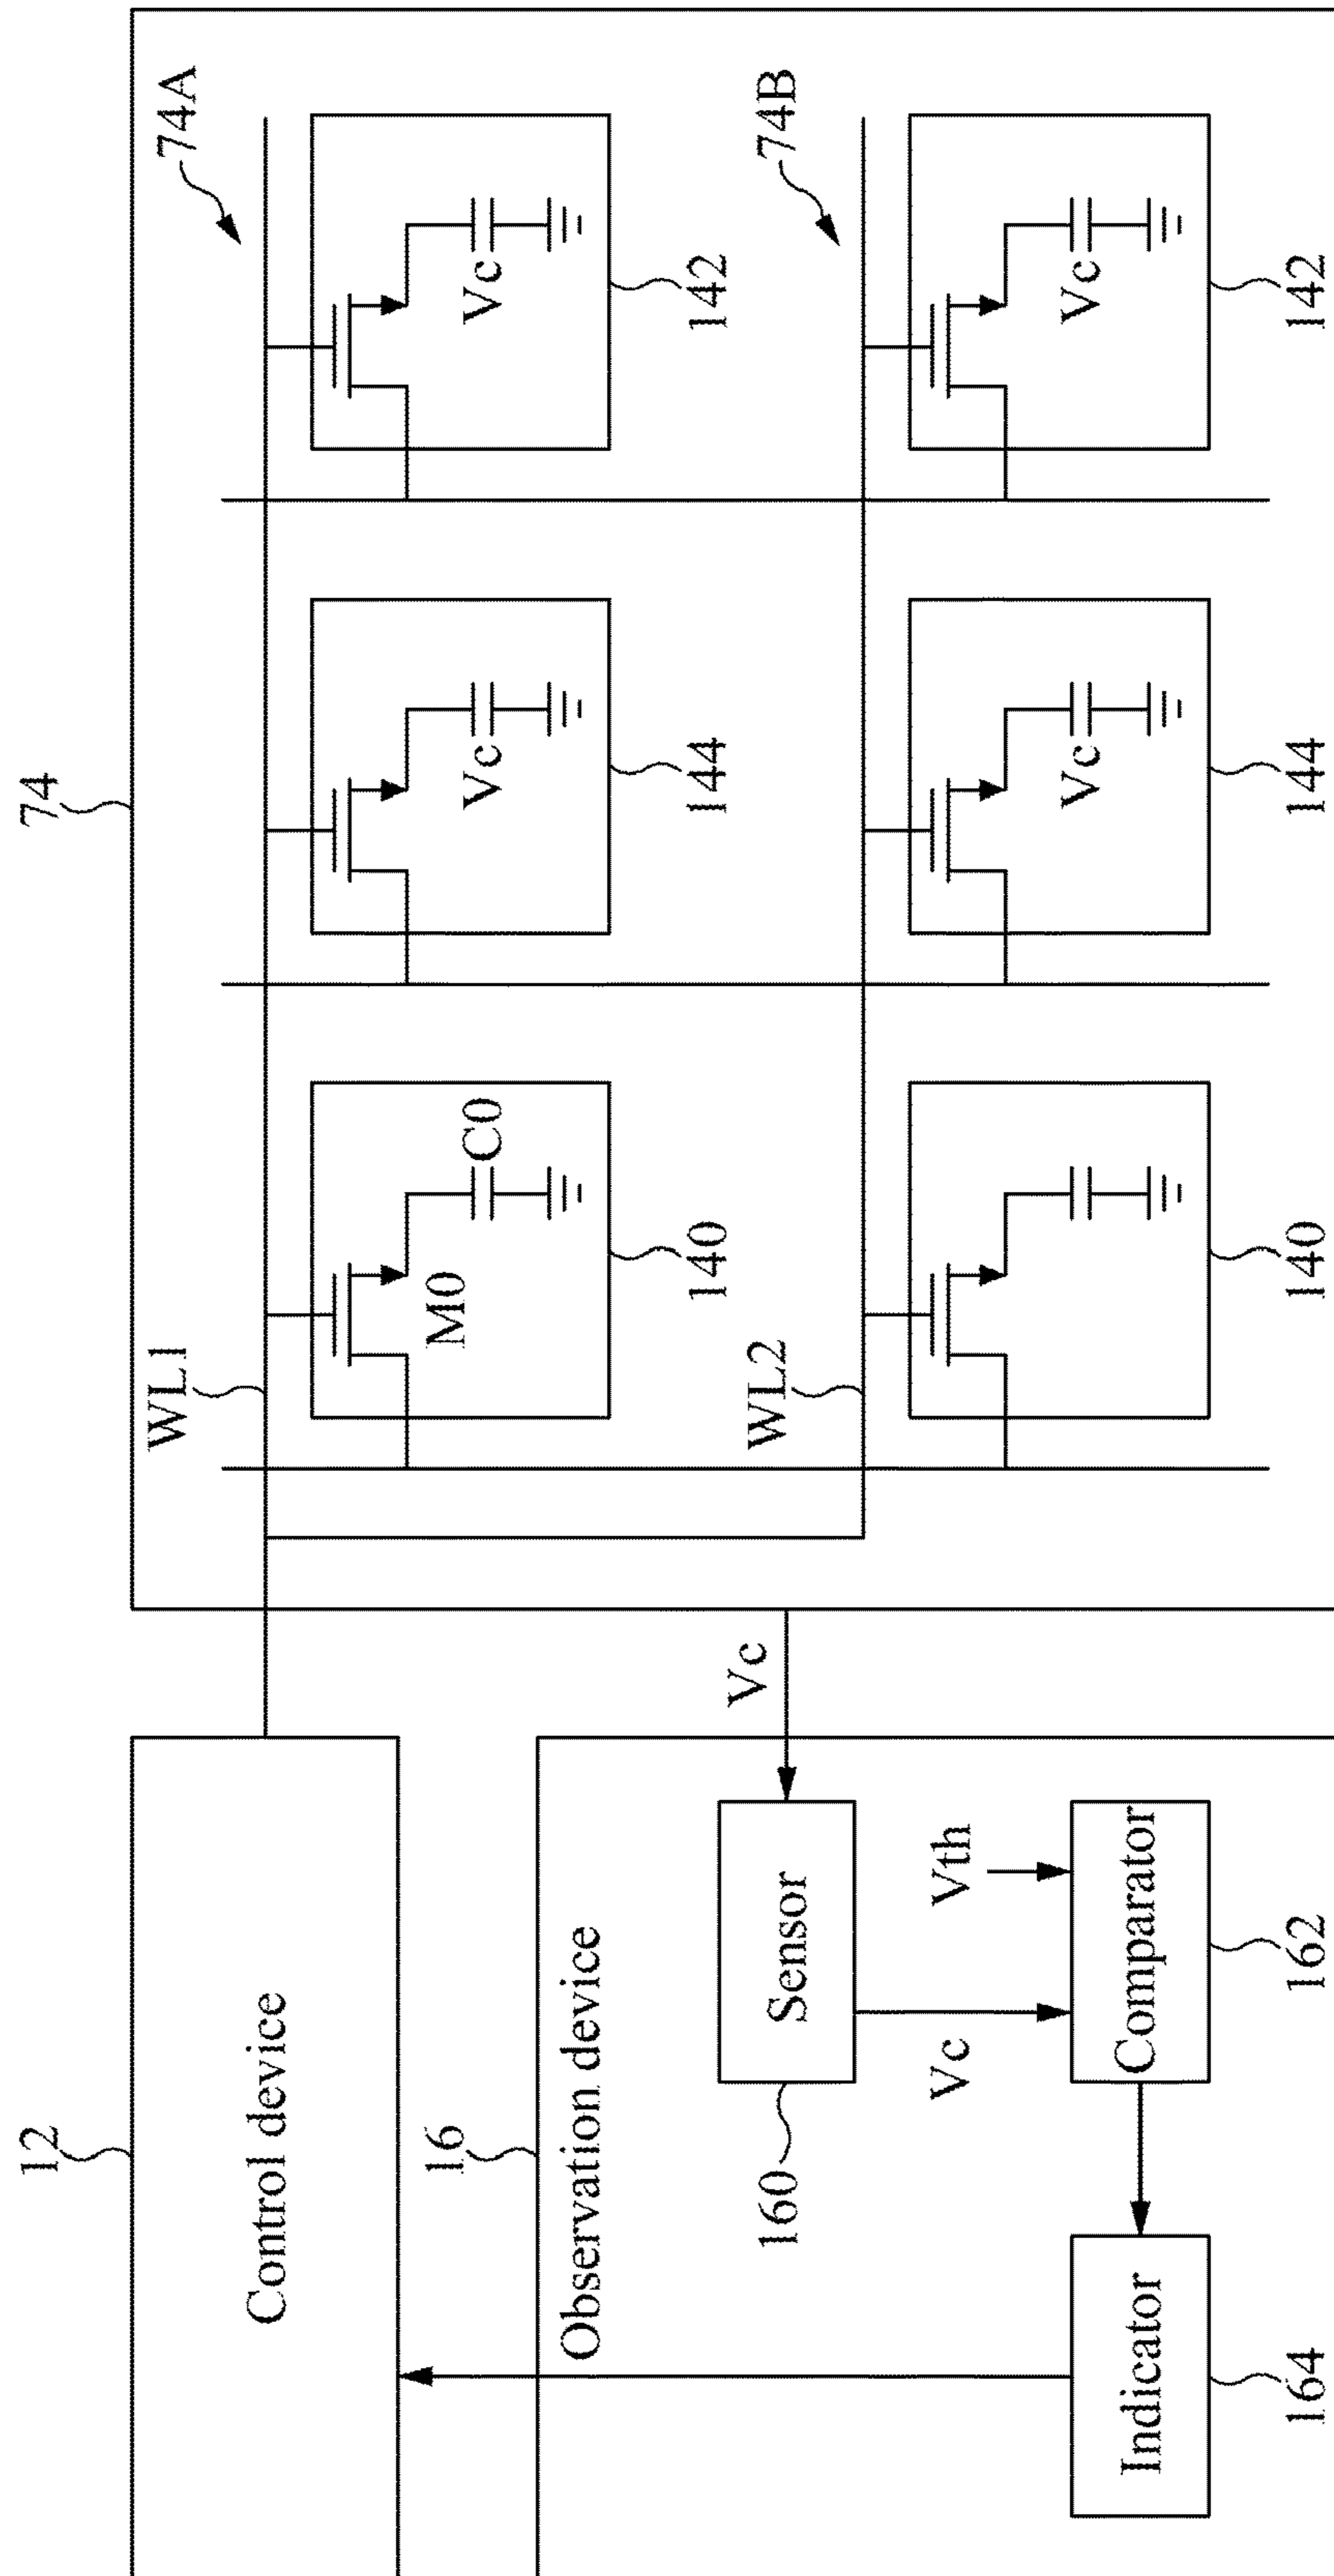 12
Control device
74
WL1
74A
M0
C0
Vc
Vc
140
144
142
16
Observation device
Vc
Sensor
160
Vth
Vc
Comparator
162
Indicator
164
WL2
74B
Vc
Vc
140
144
142